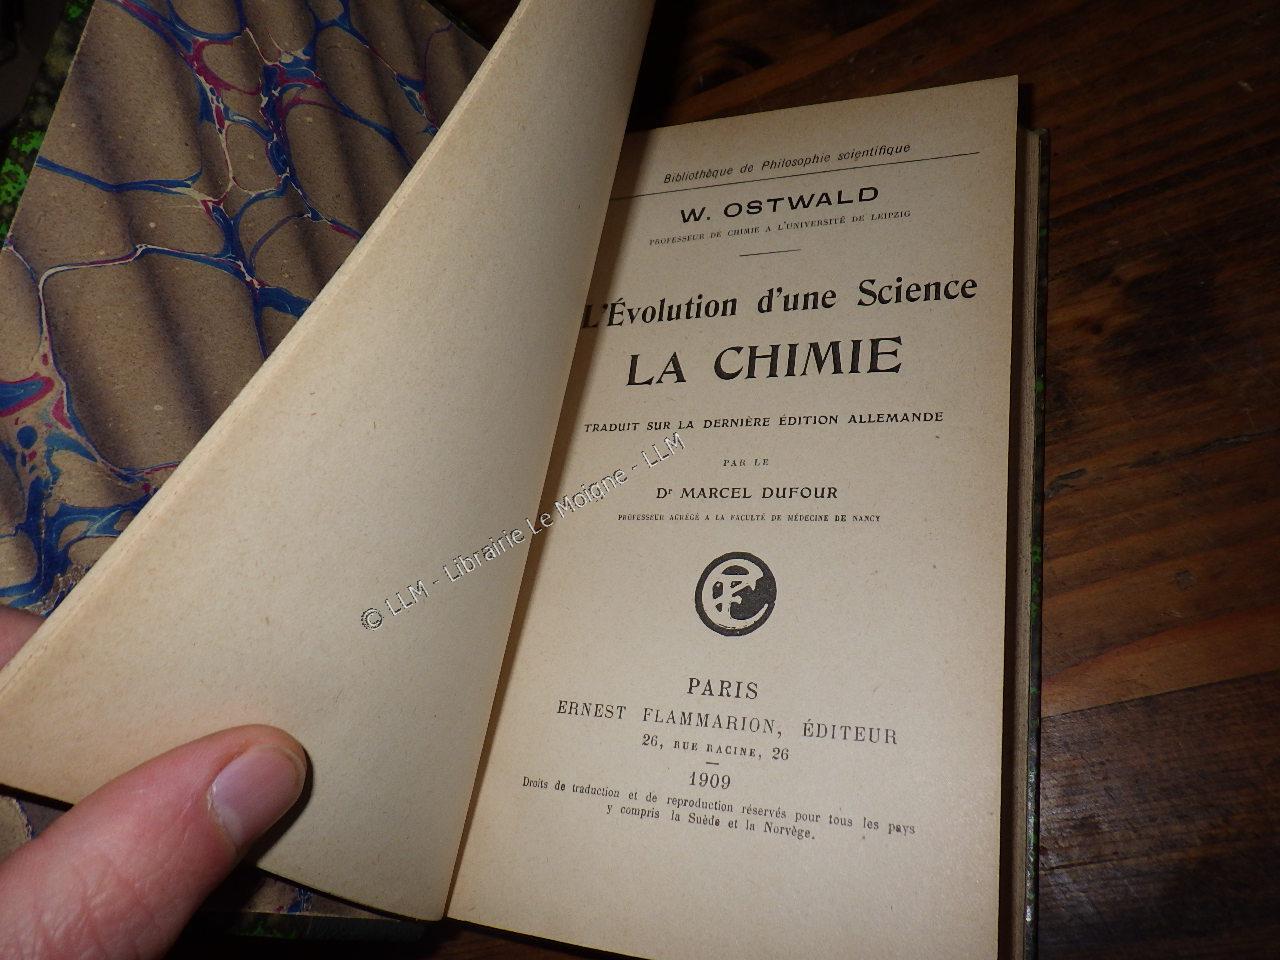 Bibliothèque de Philosophie scientifique
W. OSTWALD
PROFESSEUR DE CHIMIE A L'UNIVERSITÉ DE LEIPZIG
L'Évolution d'une Science
LA CHIMIE
TRADUIT SUR LA DERNIÈRE ÉDITION ALLEMANDE
PAR LE
Dr MARCEL DUFOUR
PROFESSEUR AGRÉGÉ A LA FACULTÉ DE MÉDECINE DE NANCY
PARIS
ERNEST FLAMMARION, ÉDITEUR
26, RUE RACINE, 26
1909
Droits de traduction et de reproduction réservés pour tous les pays
y compris la Suède et la Norvège.
© LLM - Librairie Le Moigne - LLM